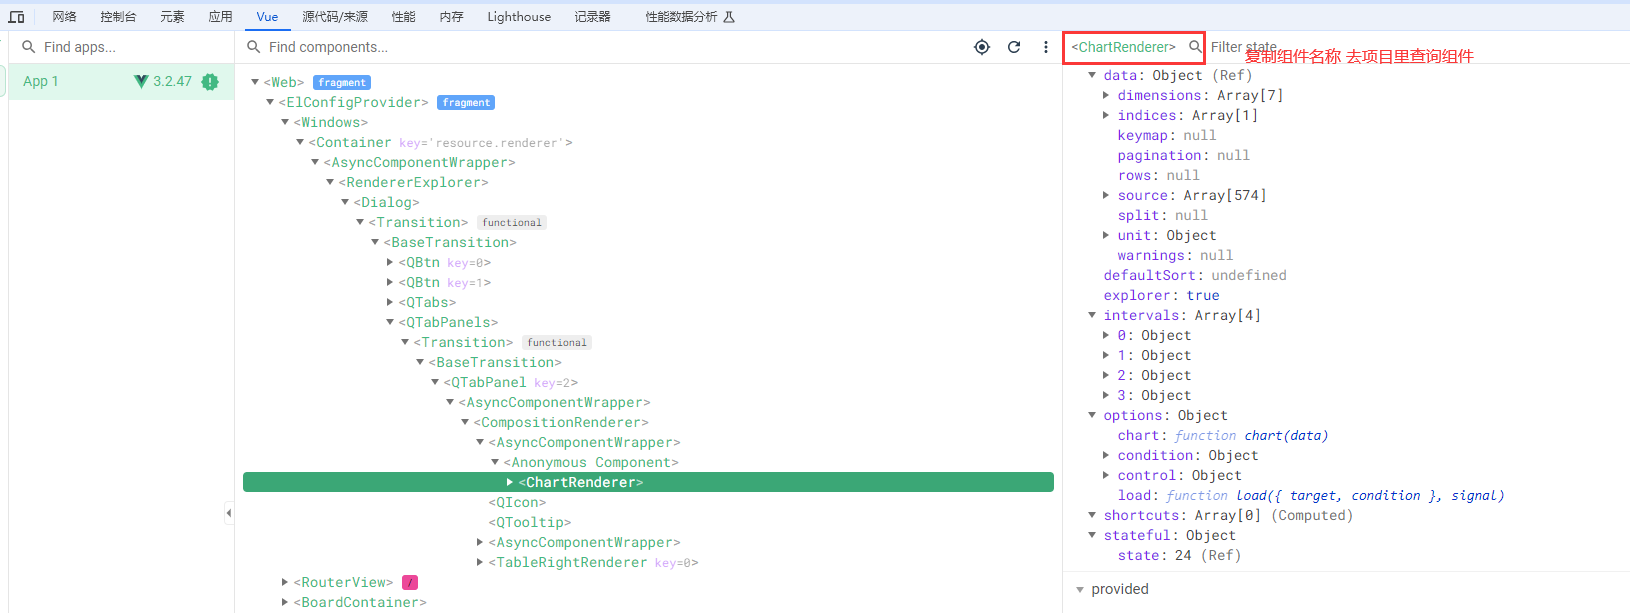 网络 控制台 元素 应用 Vue 源代码/来源 性能 内存 Lighthouse 记录器 性能数据分析
Find apps... Find components... <ChartRenderer> Filter state...
复制组件名称 去项目里查询组件
App 1 3.2.47
<Web> fragment
<ElConfigProvider> fragment
<Windows>
<Container key='resource.renderer'>
<AsyncComponentWrapper>
<RendererExplorer>
<Dialog>
<Transition> functional
<BaseTransition>
<QBtn key=0>
<QBtn key=1>
<QTabs>
<QTabPanels>
<Transition> functional
<BaseTransition>
<QTabPanel key=2>
<AsyncComponentWrapper>
<CompositionRenderer>
<AsyncComponentWrapper>
<Anonymous Component>
<ChartRenderer>
<QIcon>
<QTooltip>
<AsyncComponentWrapper>
<TableRightRenderer key=0>
<RouterView> /
<BoardContainer>
data: Object (Ref)
dimensions: Array[7]
indices: Array[1]
keymap: null
pagination: null
rows: null
source: Array[574]
split: null
unit: Object
warnings: null
defaultSort: undefined
explorer: true
intervals: Array[4]
0: Object
1: Object
2: Object
3: Object
options: Object
chart: function chart(data)
condition: Object
control: Object
load: function load({ target, condition }, signal)
shortcuts: Array[0] (Computed)
stateful: Object
state: 24 (Ref)
provided